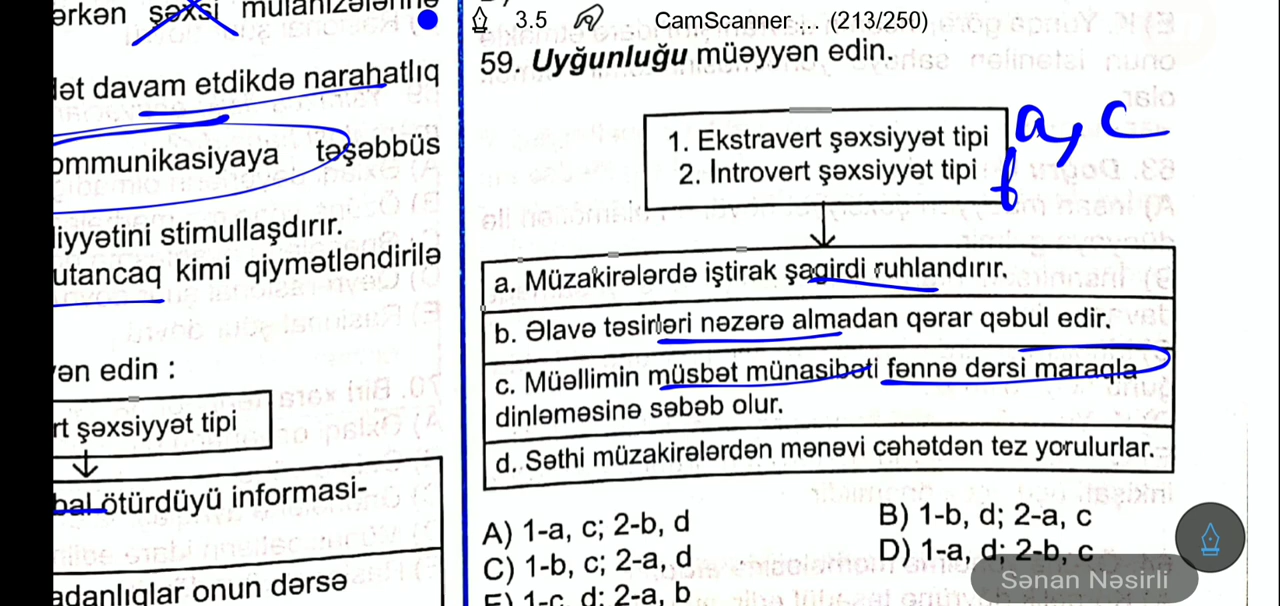 ərkən şəxsi mülahizələrinə
3.5 CamScanner ... (213/250)
lət davam etdikdə narahatlıq
ommunikasiyaya təşəbbüs
liyyətini stimullaşdırır.
utancaq kimi qiymətləndirilə
ən edin :
rt şəxsiyyət tipi
bal ötürdüyü informasi-
adanlıqlar onun dərsə
59. Uyğunluğu müəyyən edin.
1. Ekstravert şəxsiyyət tipi a, c
2. İntrovert şəxsiyyət tipi b
a. Müzakirələrdə iştirak şagirdi ruhlandırır.
b. Əlavə təsirləri nəzərə almadan qərar qəbul edir.
c. Müəllimin müsbət münasibəti fənnə dərsi maraqla
dinləməsinə səbəb olur.
d. Səthi müzakirələrdən mənəvi cəhətdən tez yorulurlar.
A) 1-a, c; 2-b, d
B) 1-b, d; 2-a, c
C) 1-b, c; 2-a, d
D) 1-a, d; 2-b, c
E) 1-c, d; 2-a, b
Sənan Nəsirli